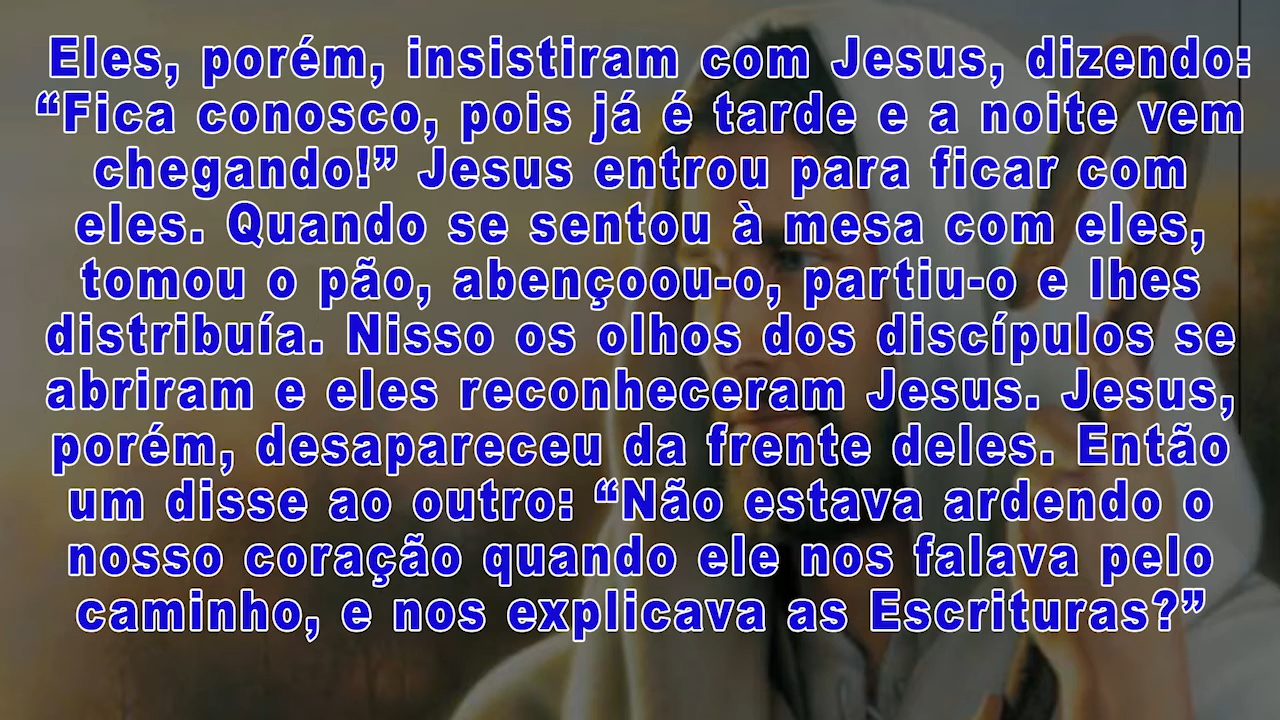 Eles, porém, insistiram com Jesus, dizendo:
“Fica conosco, pois já é tarde e a noite vem
chegando!” Jesus entrou para ficar com
eles. Quando se sentou à mesa com eles,
tomou o pão, abençoou-o, partiu-o e lhes
distribuía. Nisso os olhos dos discípulos se
abriram e eles reconheceram Jesus. Jesus,
porém, desapareceu da frente deles. Então
um disse ao outro: “Não estava ardendo o
nosso coração quando ele nos falava pelo
caminho, e nos explicava as Escrituras?”